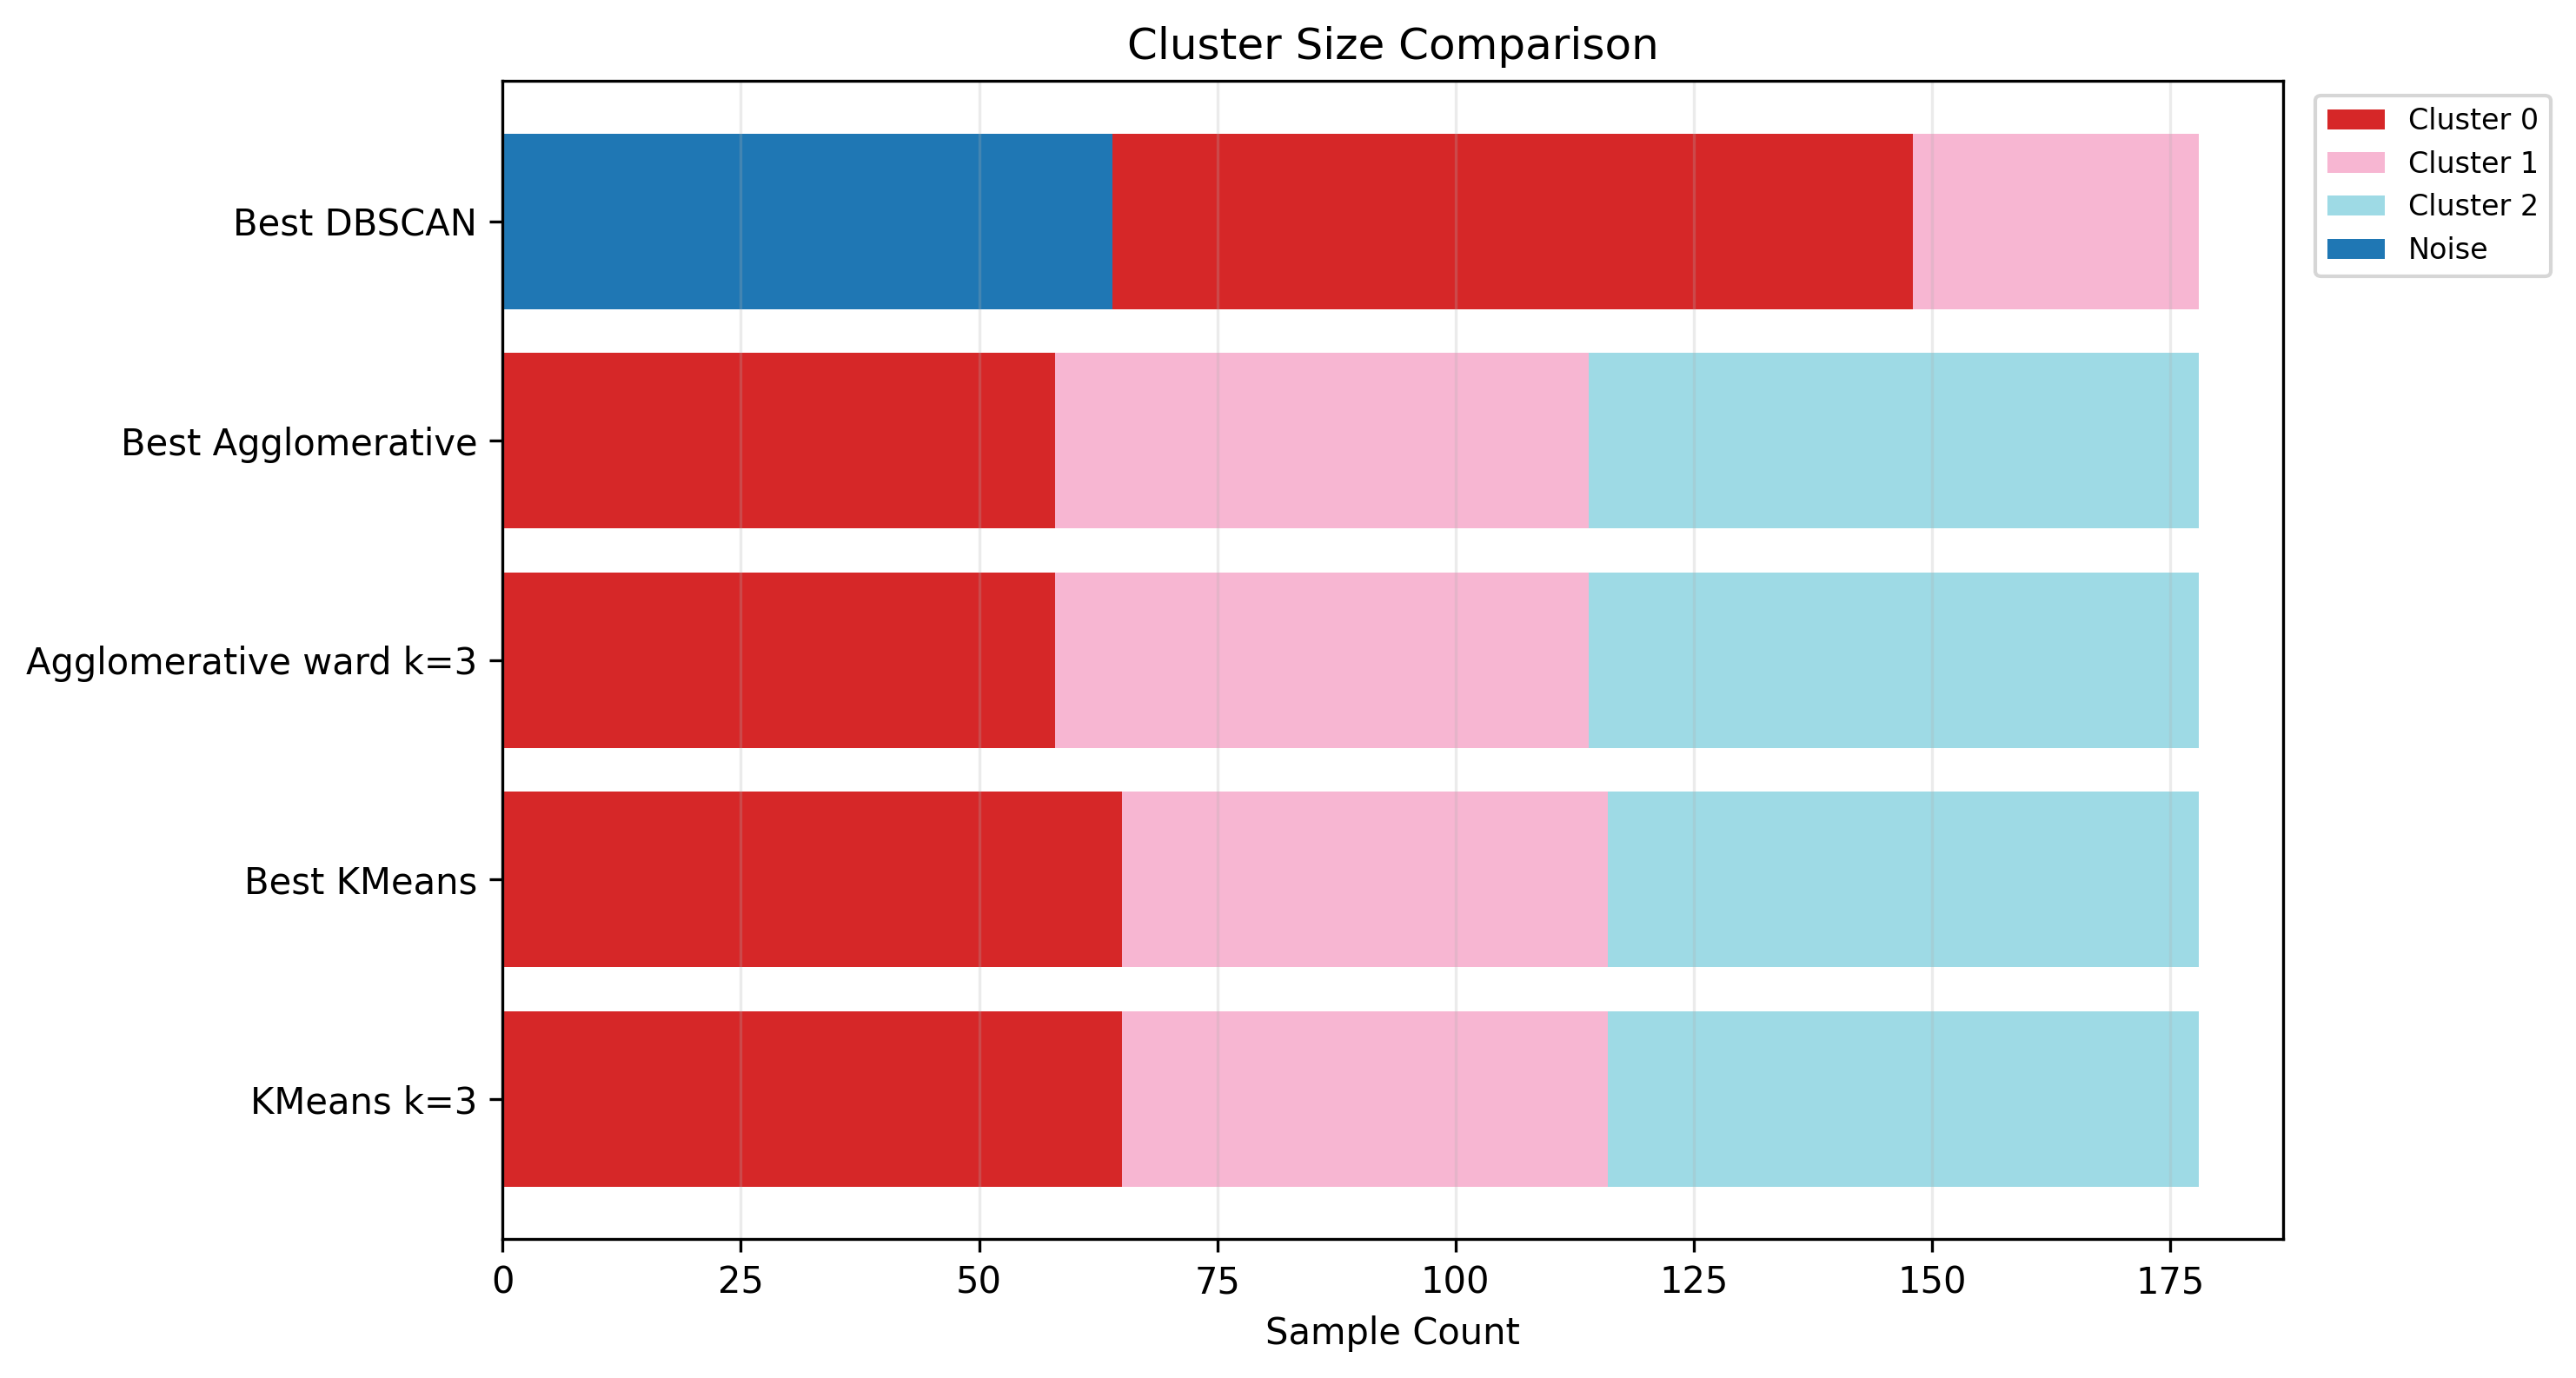 Cluster Size Comparison
Cluster 0
Cluster 1
Cluster 2
Noise
Best DBSCAN
Best Agglomerative
Agglomerative ward k=3
Best KMeans
KMeans k=3
0 25 50 75 100 125 150 175
Sample Count